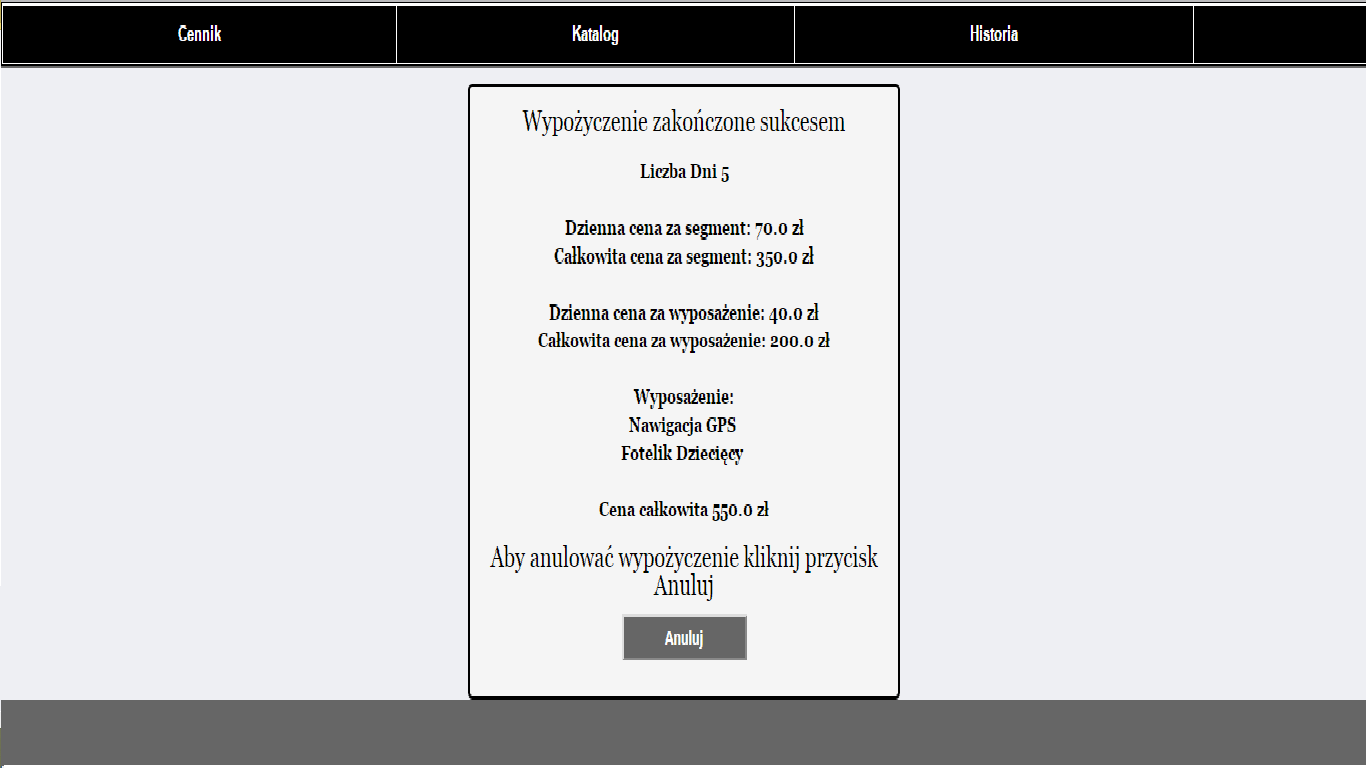 Cennik
Katalog
Historia
Wypożyczenie zakończone sukcesem
Liczba Dni 5
Dzienna cena za segment: 70.0 zł
Całkowita cena za segment: 350.0 zł
Dzienna cena za wyposażenie: 40.0 zł
Całkowita cena za wyposażenie: 200.0 zł
Wyposażenie:
Nawigacja GPS
Fotelik Dziecięcy
Cena całkowita 550.0 zł
Aby anulować wypożyczenie kliknij przycisk
Anuluj
Anuluj